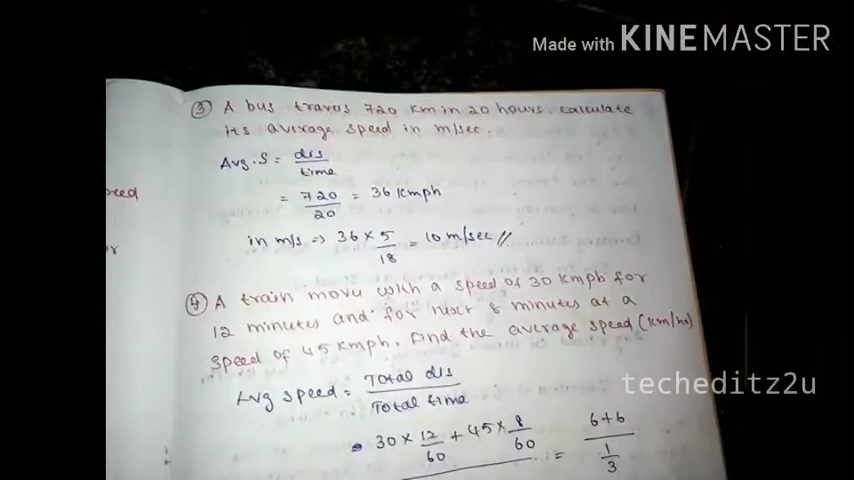 Made with KINEMASTER
③ A bus traves 720 km in 20 hours. calculate
its average speed in m/sec.
Avg.S = dis / time
= 720 / 20 = 36 kmph
in m/s => 36 × 5 / 18 = 10 m/sec //
④ A train move with a speed of 30 kmph for
12 minutes and for next 8 minutes at a
speed of 45 kmph. Find the average speed (km/hr)
Avg speed = Total dis / Total time
= 30 × 12 / 60 + 45 × 8 / 60 = 6+6 / 1/3
techeditz2u